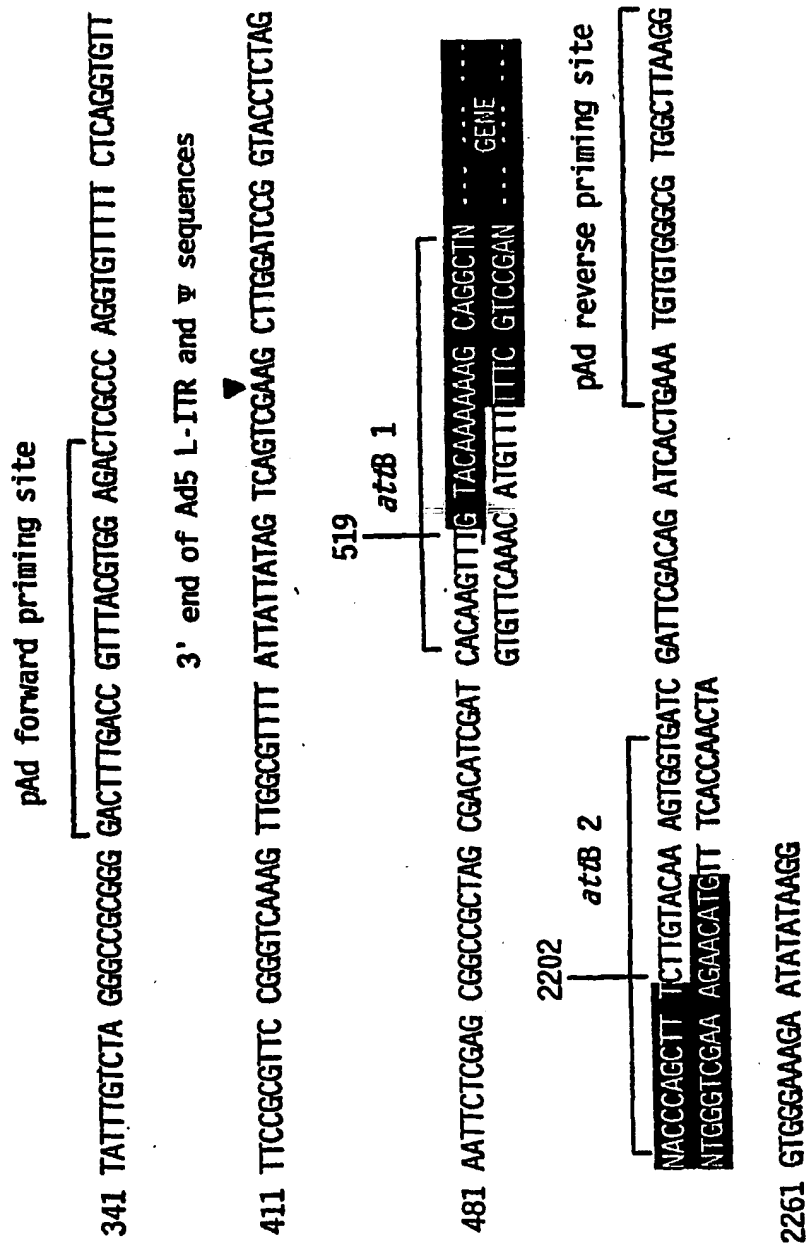 pAd forward priming site
341 TATTTGTCTA GGGCCGCGGG GACTTTGACC GTTTACGTGG AGACTCGCCC AGGTGTTTTT CTCAGGTGTT
3' end of Ad5 L-ITR and Ψ sequences
411 TTCCGCGTTC CGGGTCAAAG TTGGCGTTTT ATTATTATAG TCAGTCGAAG CTTGGATCCG GTACCTCTAG
519
attB 1
481 AATTCTCGAG CGGCCGCTAG CGACATCGAT CACAAGTTTG TACAAAAAAG CAGGCTN --- ----
GTGTTCAAAC ATGTTTTTTC GTCCGAN --- ----
GENE
2202
attB 2
pAd reverse priming site
NACCCAGCTT TCTTGTACAA AGTGGTGATC GATTCGACAG ATCACTGAAA TGTGTGGGCG TGGCTTAAGG
NTGGGTCGAA AGAACATGTT TCACCAACTA
2261 GTGGGAAAGA ATATATAAGG